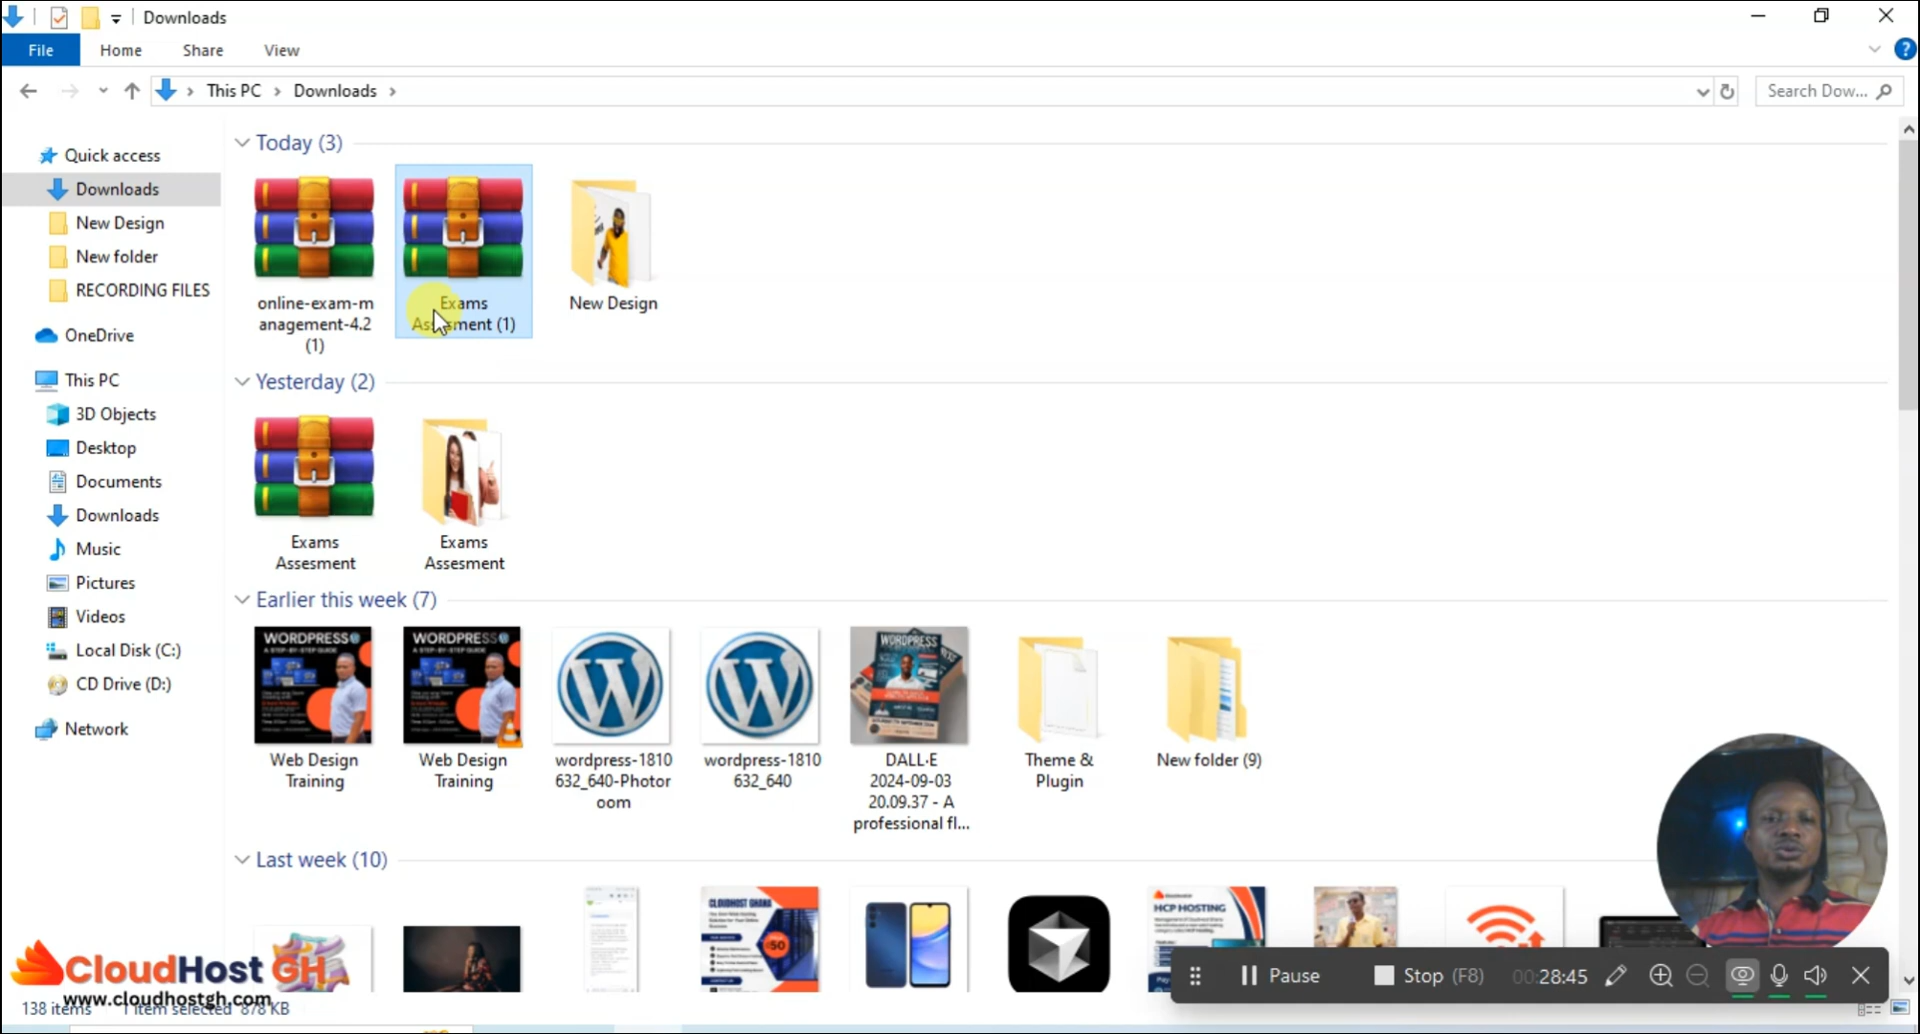 Downloads
File Home Share View
This PC Downloads
Search Dow...
Quick access
Downloads
New Design
New folder
RECORDING FILES
OneDrive
This PC
3D Objects
Desktop
Documents
Downloads
Music
Pictures
Videos
Local Disk (C:)
CD Drive (D:)
Network
Today (3)
online-exam-m
anagement-4.2
(1)
Exams
Assesment (1)
New Design
Yesterday (2)
Exams
Assesment
Exams
Assesment
Earlier this week (7)
WORDPRESS
A STEP-BY-STEP GUIDE
Web Design
Training
WORDPRESS
A STEP-BY-STEP GUIDE
Web Design
Training
wordpress-1810
632_640-Photor
oom
wordpress-1810
632_640
WORDPRESS
DALL·E
2024-09-03
20.09.37 - A
professional fl...
Theme &
Plugin
New folder (9)
Last week (10)
CLOUDHOST GHANA
HCP HOSTING
CloudHost GH
www.cloudhostgh.com
138 items 1 item selected 878 KB
Pause Stop (F8) 00:28:45